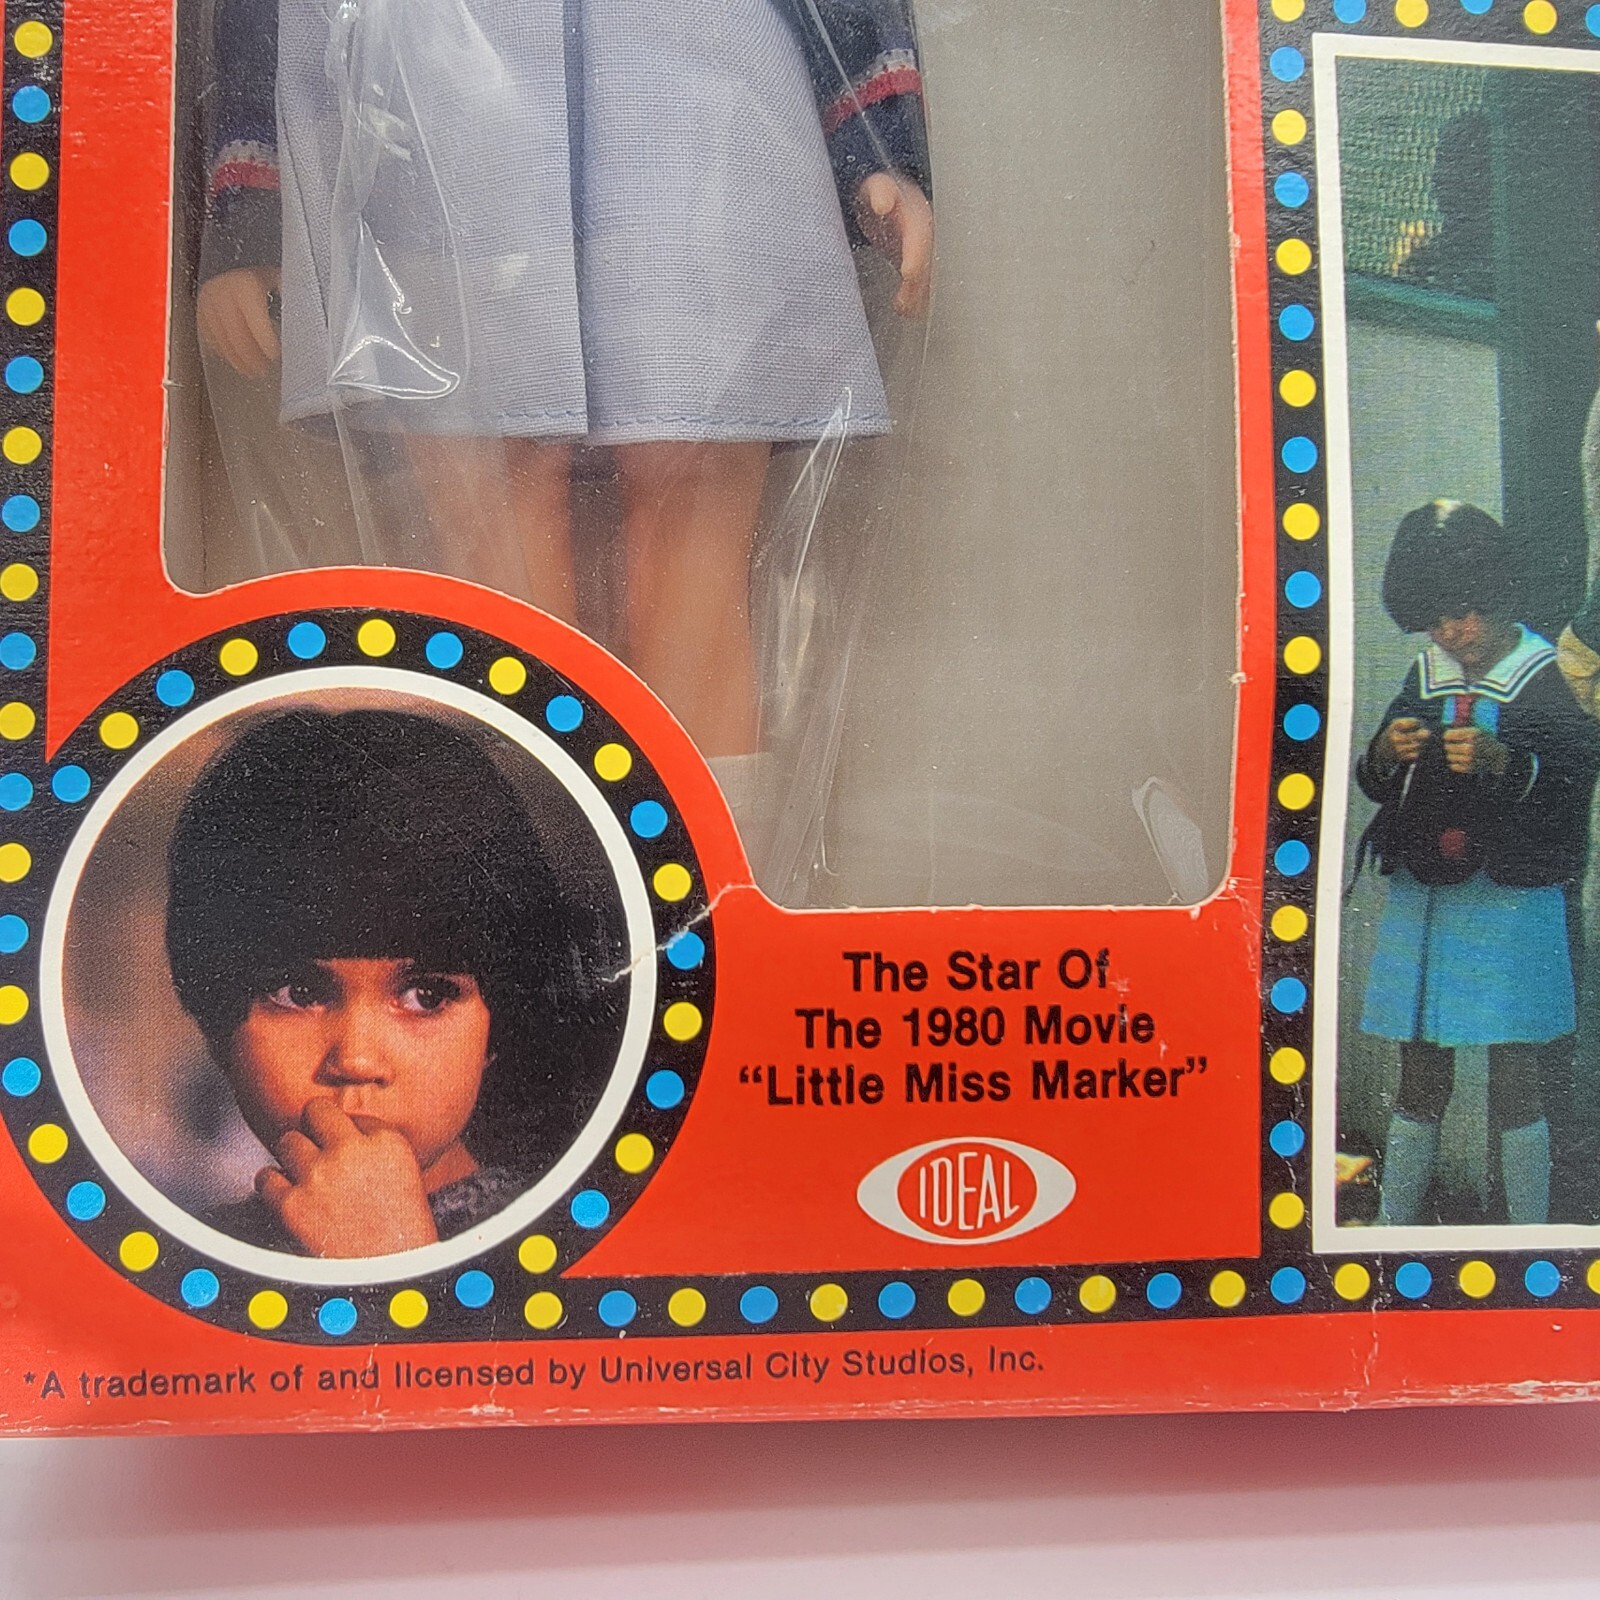 The Star Of
The 1980 Movie
“Little Miss Marker”
IDEAL
*A trademark of and licensed by Universal City Studios, Inc.